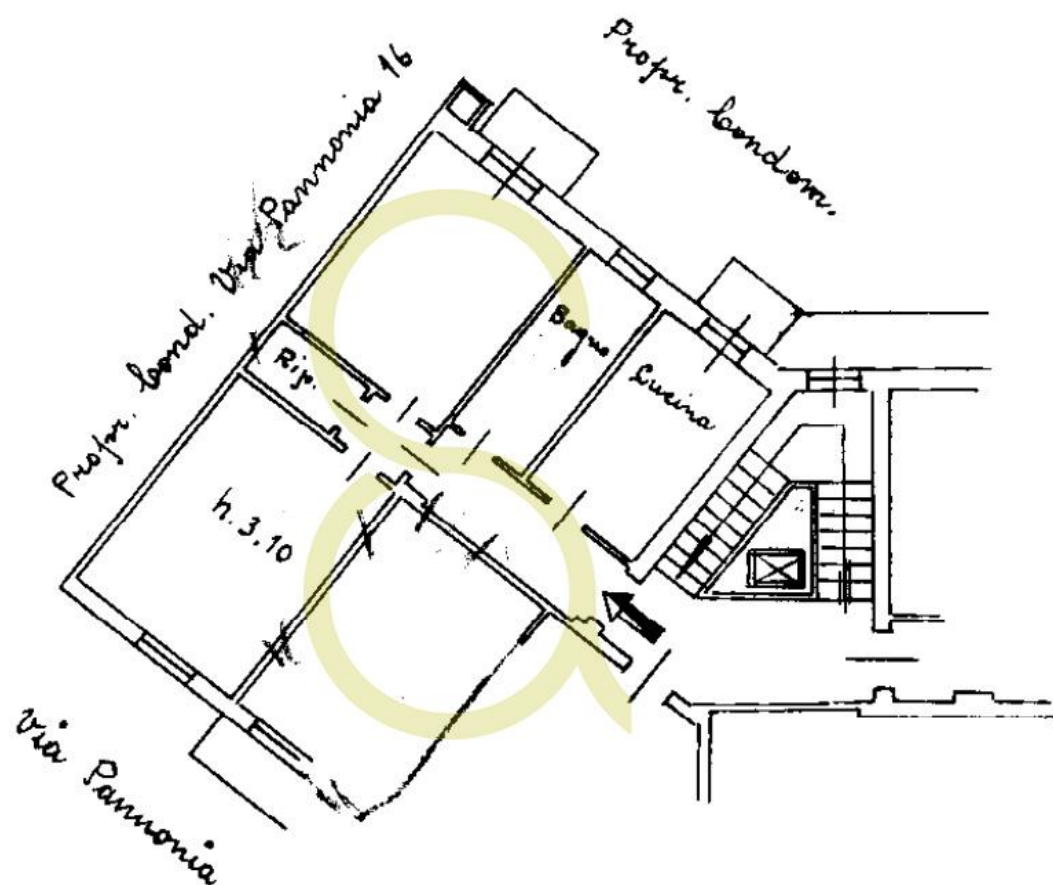 Propr. Condom.
Propr. Cond. Via Pannonia 16
Bagno
Rip.
Cucina
h. 3.10
Via Pannonia